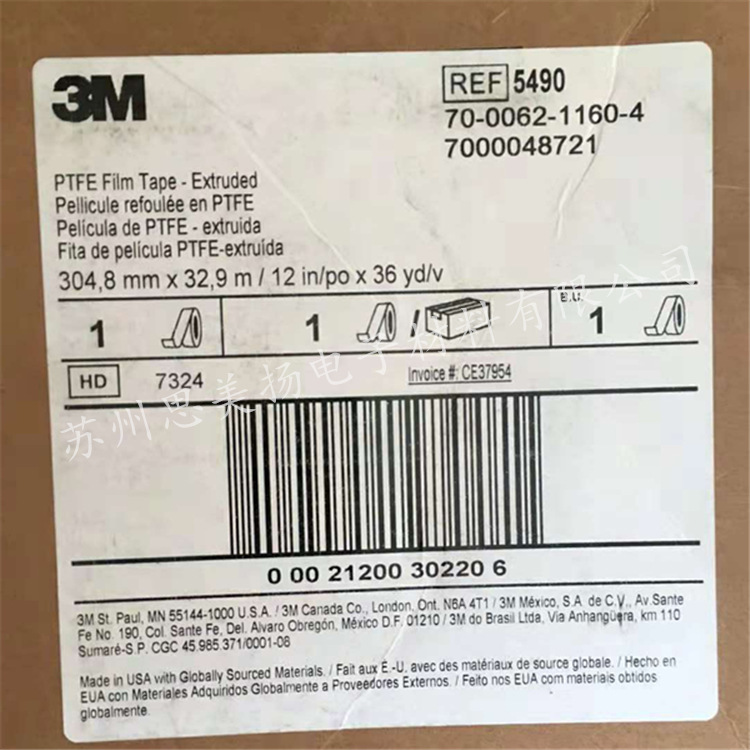 3M
REF 5490
70-0062-1160-4
7000048721
PTFE Film Tape - Extruded
Pellicule refoulée en PTFE
Película de PTFE - extruida
Fita de película PTFE-extruída
304,8 mm x 32,9 m / 12 in/po x 36 yd/v
1 1 / E.U. 1
HD 7324 Invoice #: CE37954
苏州思美扬电子材料有限公司
0 00 21200 30220 6
3M St. Paul, MN 55144-1000 U.S.A. / 3M Canada Co., London, Ont. N6A 4T1 / 3M México, S.A. de C.V., Av.Sante
Fe No. 190, Col. Sante Fe, Del. Alvaro Obregón, México D.F. 01210 / 3M do Brasil Ltda, Via Anhangüera, km 110
Sumaré-S.P. CGC 45.985.371/0001-08
Made in USA with Globally Sourced Materials. / Fait aux É.-U. avec des matériaux de source globale. / Hecho en
EUA con Materiales Adquiridos Globalmente a Proveedores Externos. / Feito nos EUA com materiais obtidos
globalmente.